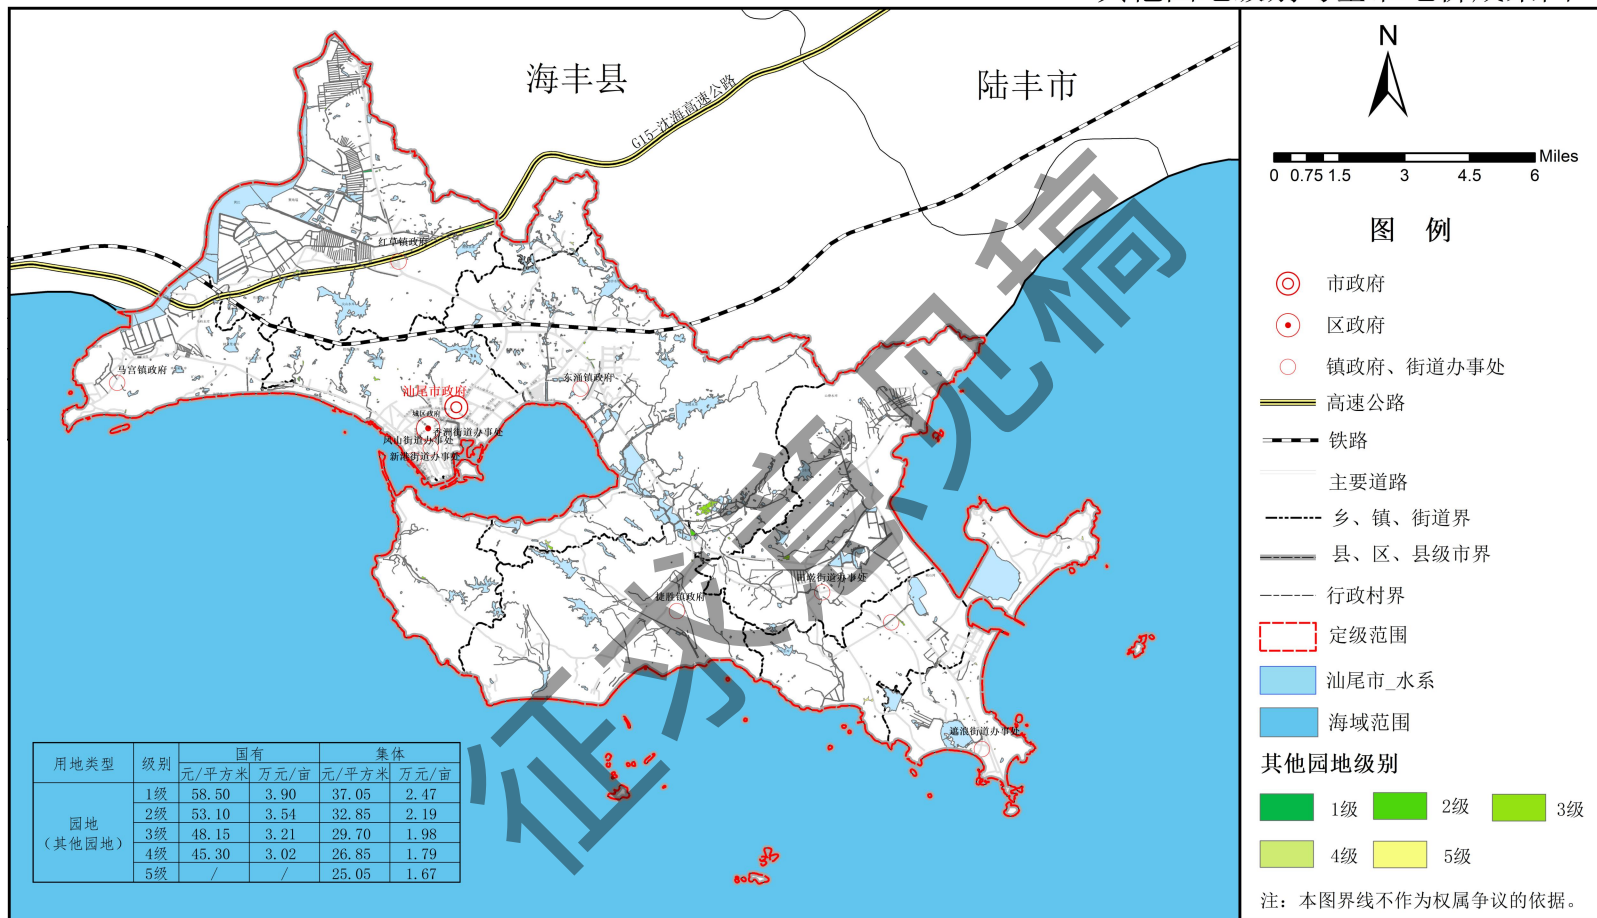 海丰县
陆丰市
G15-沈海高速公路
红草镇政府
马宫镇政府
东涌镇政府
汕尾市政府
城区政府
香洲街道办事处
凤山街道办事处
新港街道办事处
捷胜镇政府
田墘街道办事处
遮浪街道办事处
征求意见稿
用地类型 级别 国有 集体
元/平方米 万元/亩 元/平方米 万元/亩
园地
(其他园地)
1级 58.50 3.90 37.05 2.47
2级 53.10 3.54 32.85 2.19
3级 48.15 3.21 29.70 1.98
4级 45.30 3.02 26.85 1.79
5级 / / 25.05 1.67
N
Miles
0 0.75 1.5 3 4.5 6
图 例
市政府
区政府
镇政府、街道办事处
高速公路
铁路
主要道路
乡、镇、街道界
县、区、县级市界
行政村界
定级范围
汕尾市_水系
海域范围
其他园地级别
1级 2级 3级
4级 5级
注: 本图界线不作为权属争议的依据。